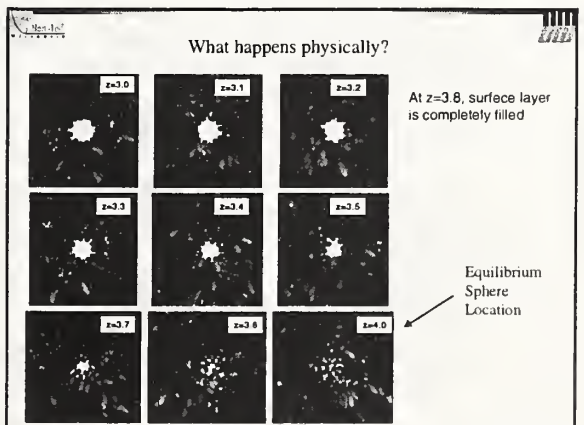 What happens physically?
z=3.0
z=3.1
z=3.2
At z=3.8, surfece layer
is completely filled
z=3.3
z=3.4
z=3.5
Equilibrium
Sphere
Location
z=3.7
z=3.8
z=4.0